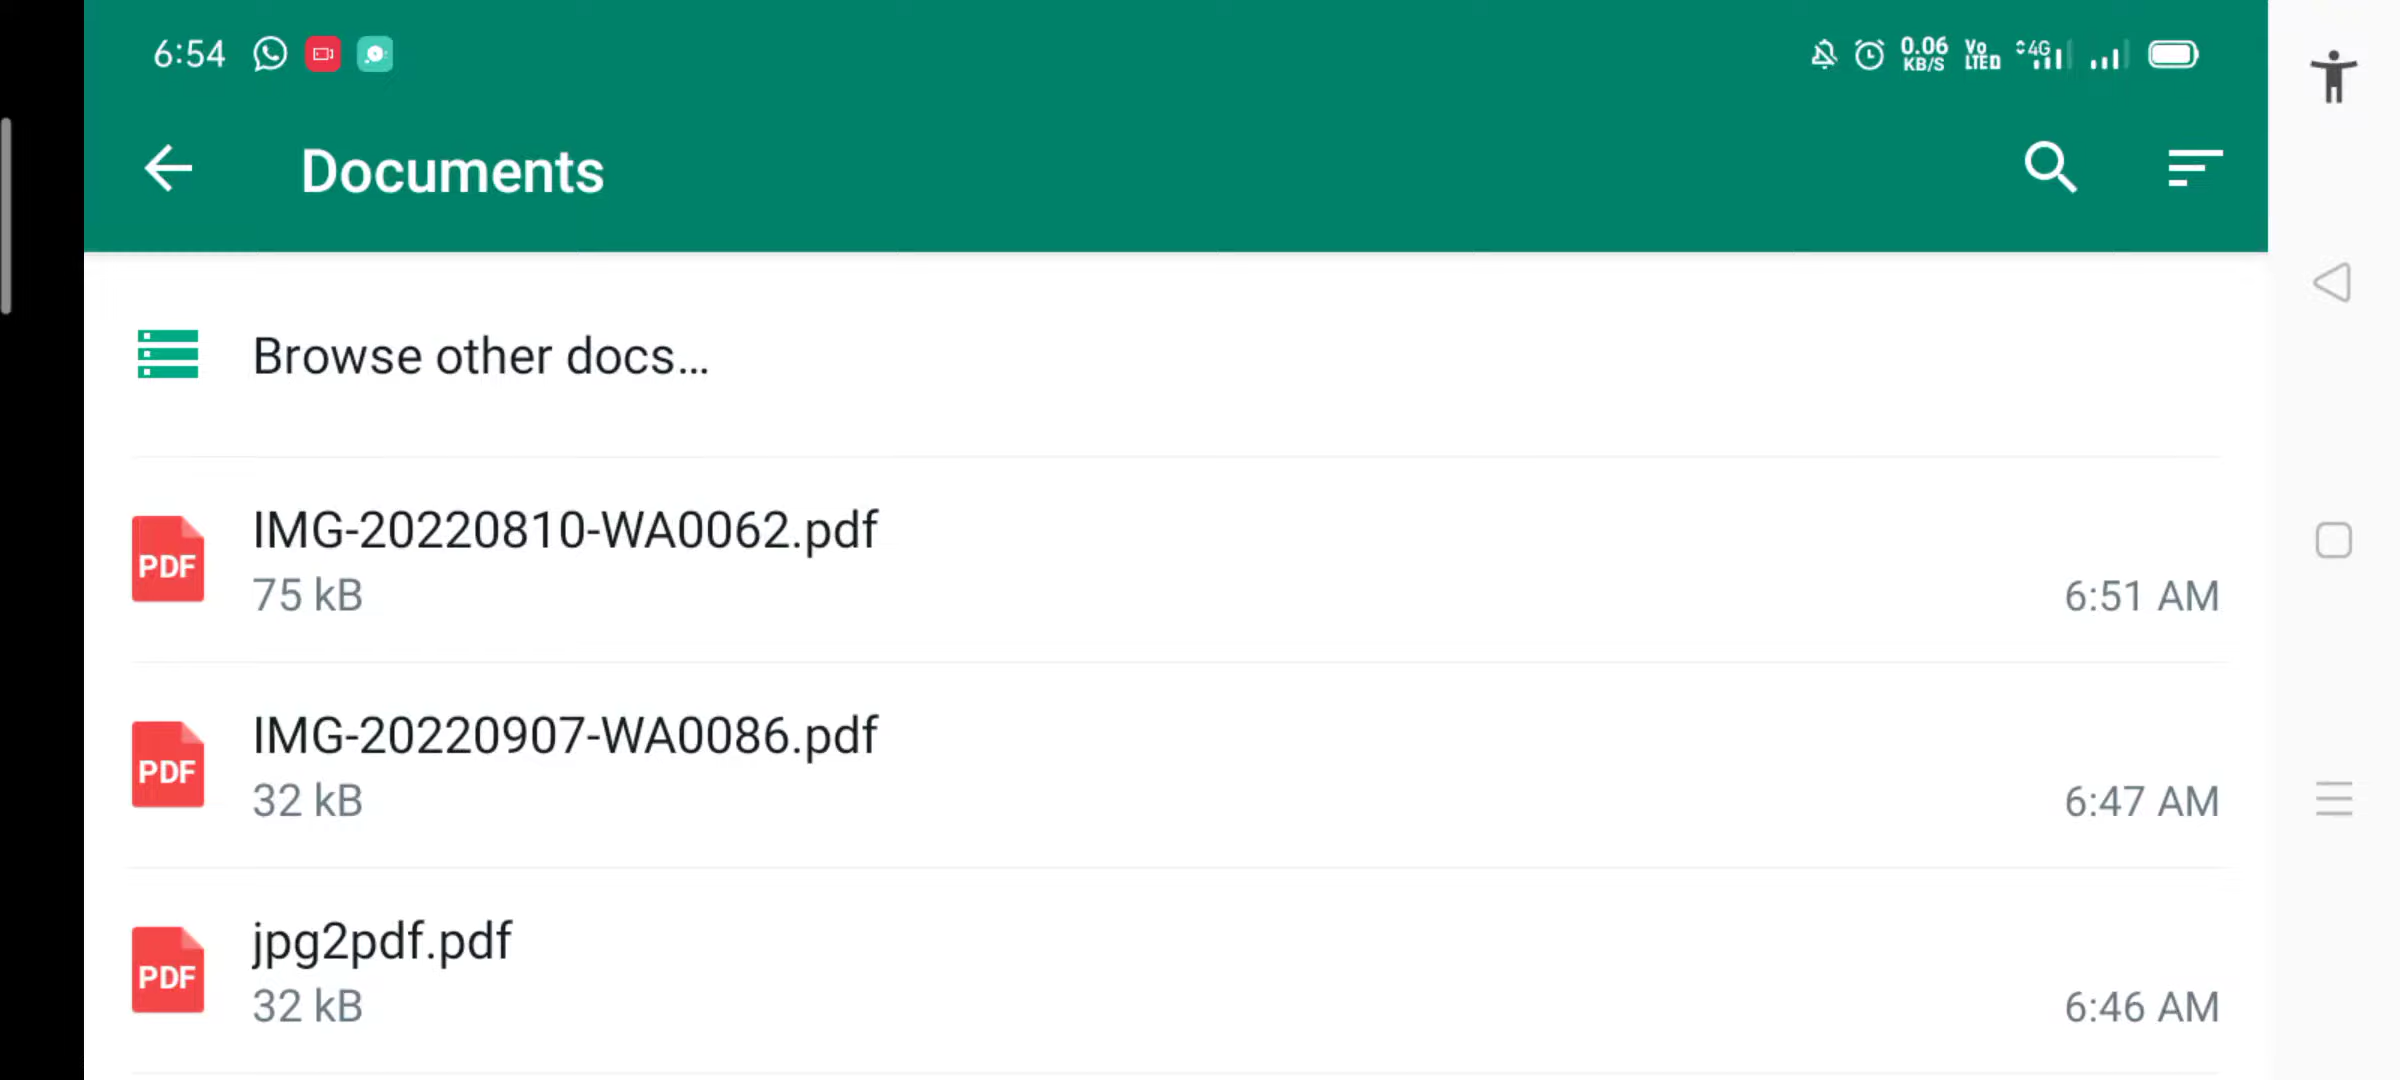 6:54
0.06 KB/S
Vo LTE
4G
Documents
Browse other docs...
IMG-20220810-WA0062.pdf
PDF
75 kB
6:51 AM
IMG-20220907-WA0086.pdf
PDF
32 kB
6:47 AM
jpg2pdf.pdf
PDF
32 kB
6:46 AM